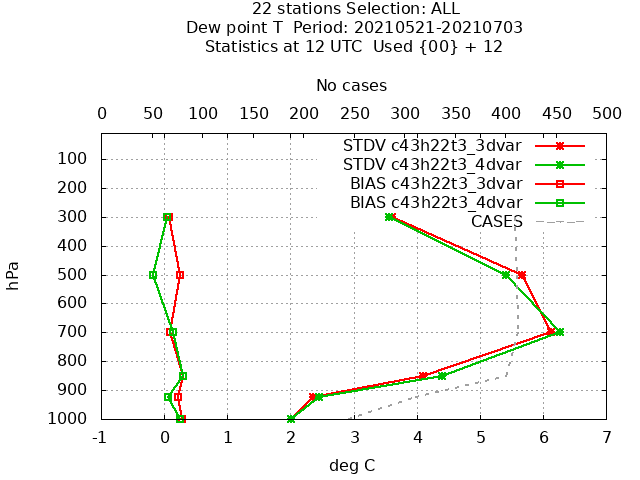 22 stations Selection: ALL
Dew point T  Period: 20210521-20210703
Statistics at 12 UTC  Used {00} + 12
No cases
0 50 100 150 200 250 300 350 400 450 500
STDV c43h22t3_3dvar
STDV c43h22t3_4dvar
BIAS c43h22t3_3dvar
BIAS c43h22t3_4dvar
CASES
100
200
300
400
500
600
700
800
900
1000
hPa
-1 0 1 2 3 4 5 6 7
deg C